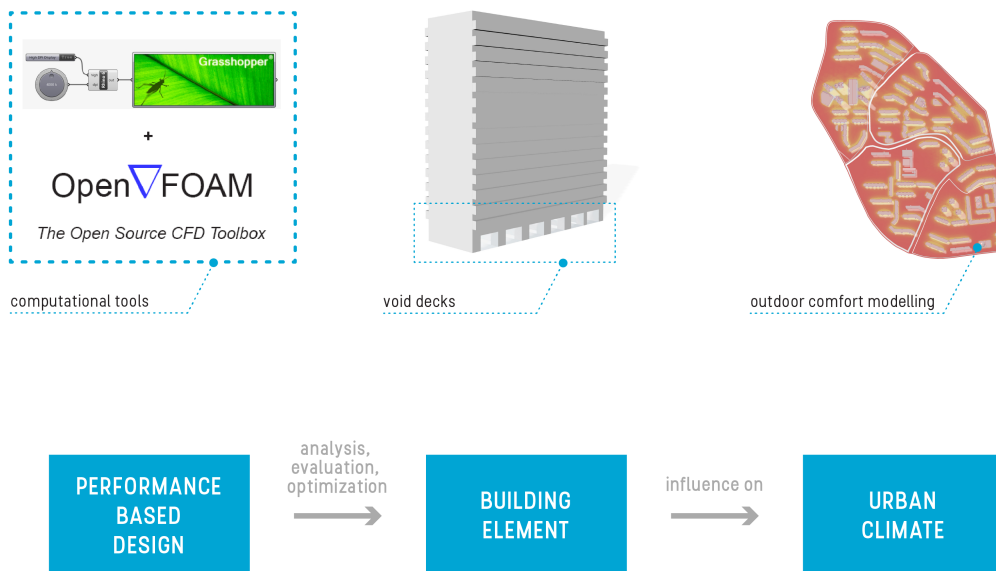 Grasshopper
+
Open∇FOAM
The Open Source CFD Toolbox
computational tools
void decks
outdoor comfort modelling
PERFORMANCE
BASED
DESIGN
analysis,
evaluation,
optimization
BUILDING
ELEMENT
influence on
URBAN
CLIMATE